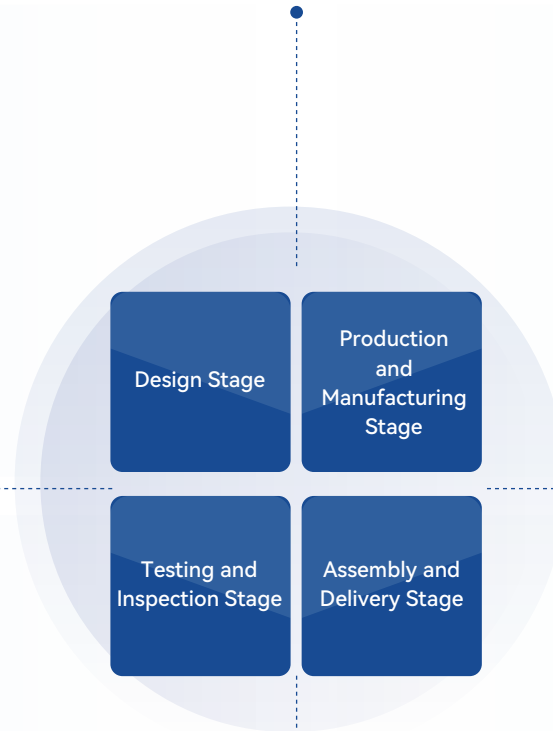 Design Stage
Production
and
Manufacturing
Stage
Testing and
Inspection Stage
Assembly and
Delivery Stage